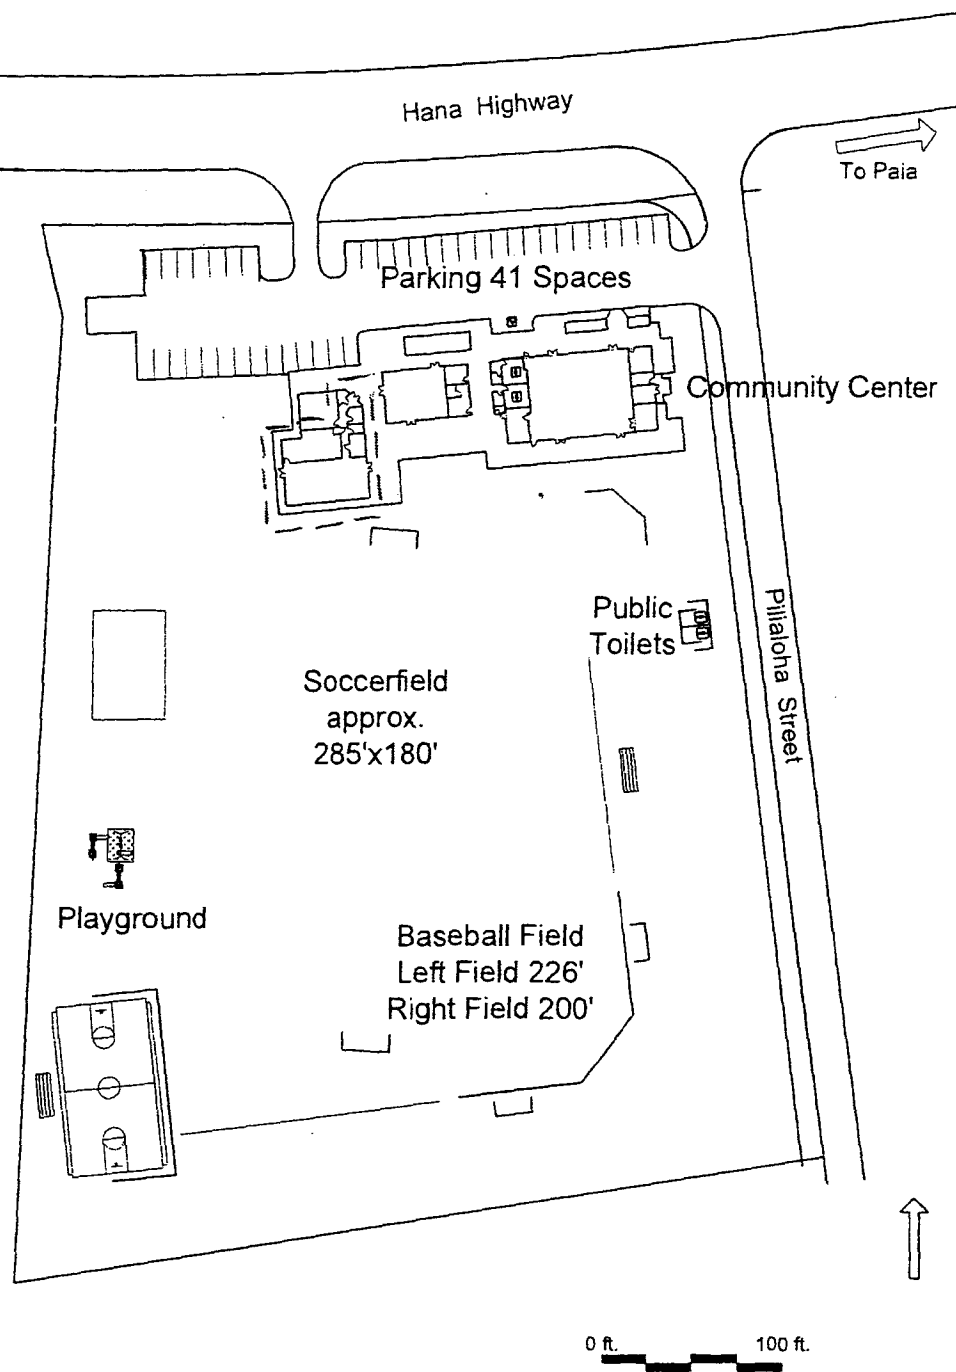 Hana Highway
To Paia
Parking 41 Spaces
Community Center
Public
Toilets
Pilialoha Street
Soccerfield
approx.
285'x180'
Playground
Baseball Field
Left Field 226'
Right Field 200'
0 ft.
100 ft.